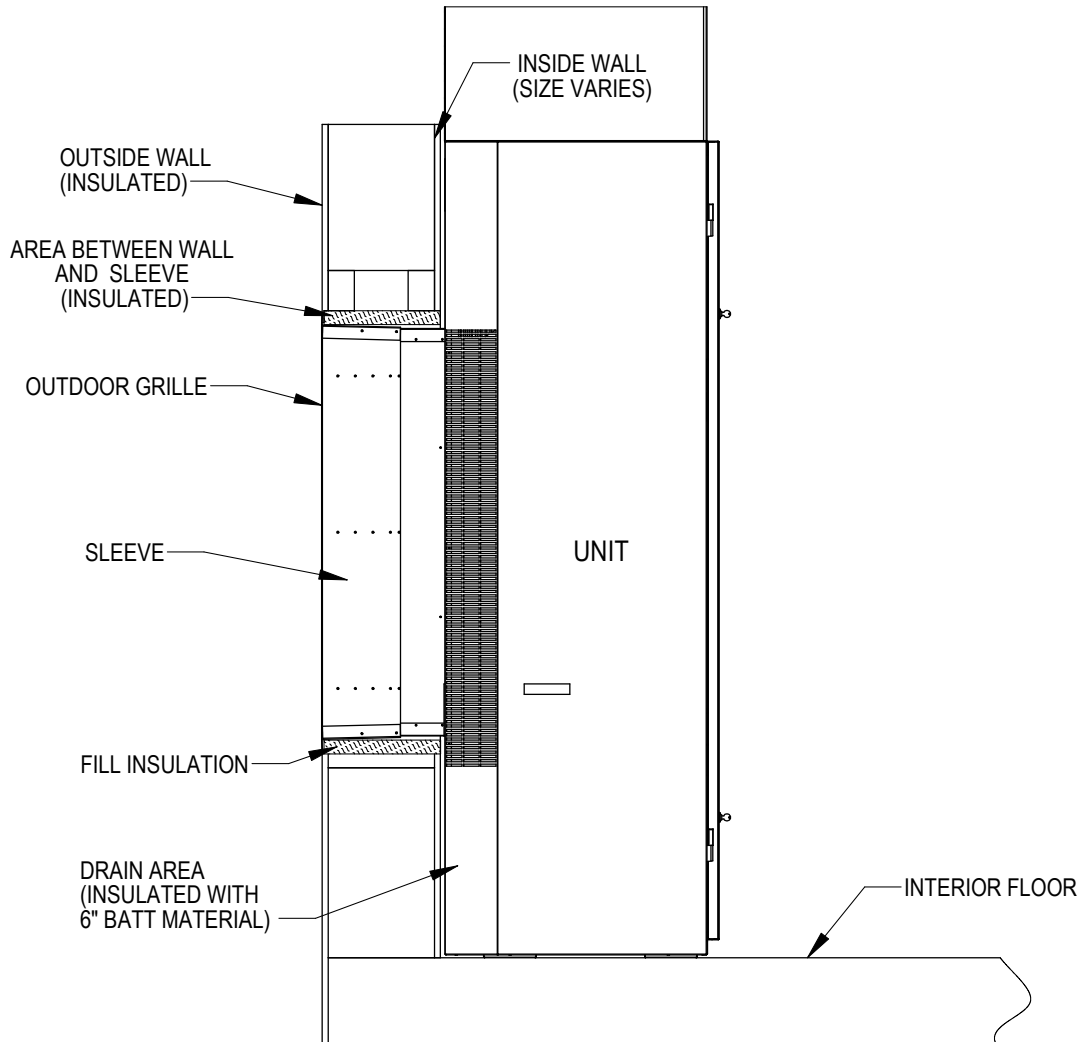 INSIDE WALL
(SIZE VARIES)
OUTSIDE WALL
(INSULATED)
AREA BETWEEN WALL
AND SLEEVE
(INSULATED)
OUTDOOR GRILLE
SLEEVE
UNIT
FILL INSULATION
DRAIN AREA
(INSULATED WITH
6" BATT MATERIAL)
INTERIOR FLOOR